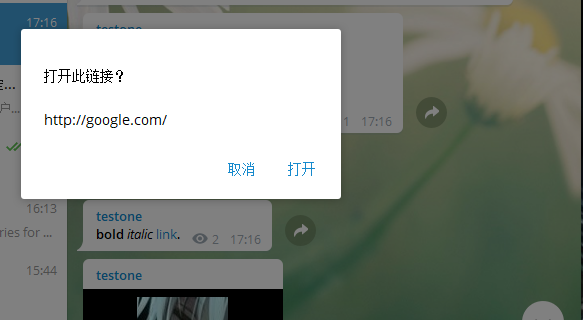 17:16
testone
打开此链接？
http://google.com/
取消 打开
1 17:16
16:13
testone
bold italic link.
2 17:16
ries for ...
15:44
testone